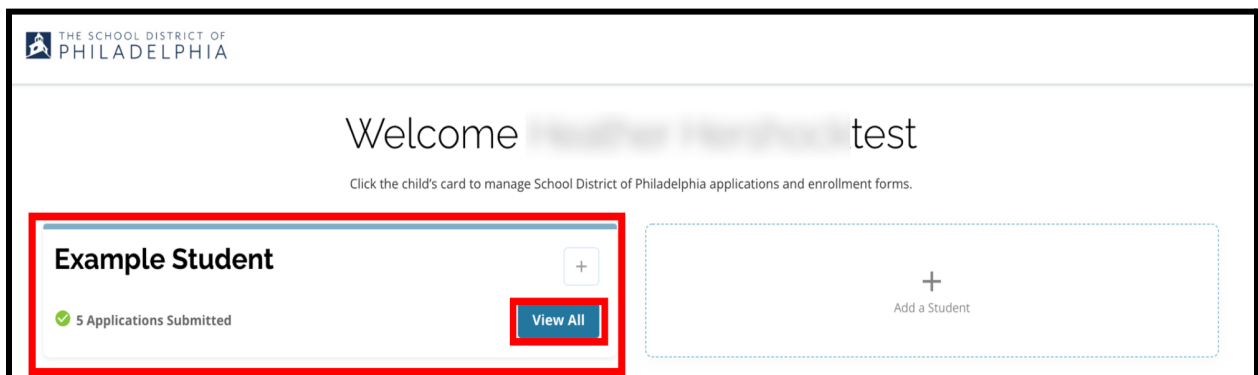 THE SCHOOL DISTRICT OF
PHILADELPHIA
Welcome test
Click the child's card to manage School District of Philadelphia applications and enrollment forms.
Example Student
+
5 Applications Submitted
View All
+
Add a Student